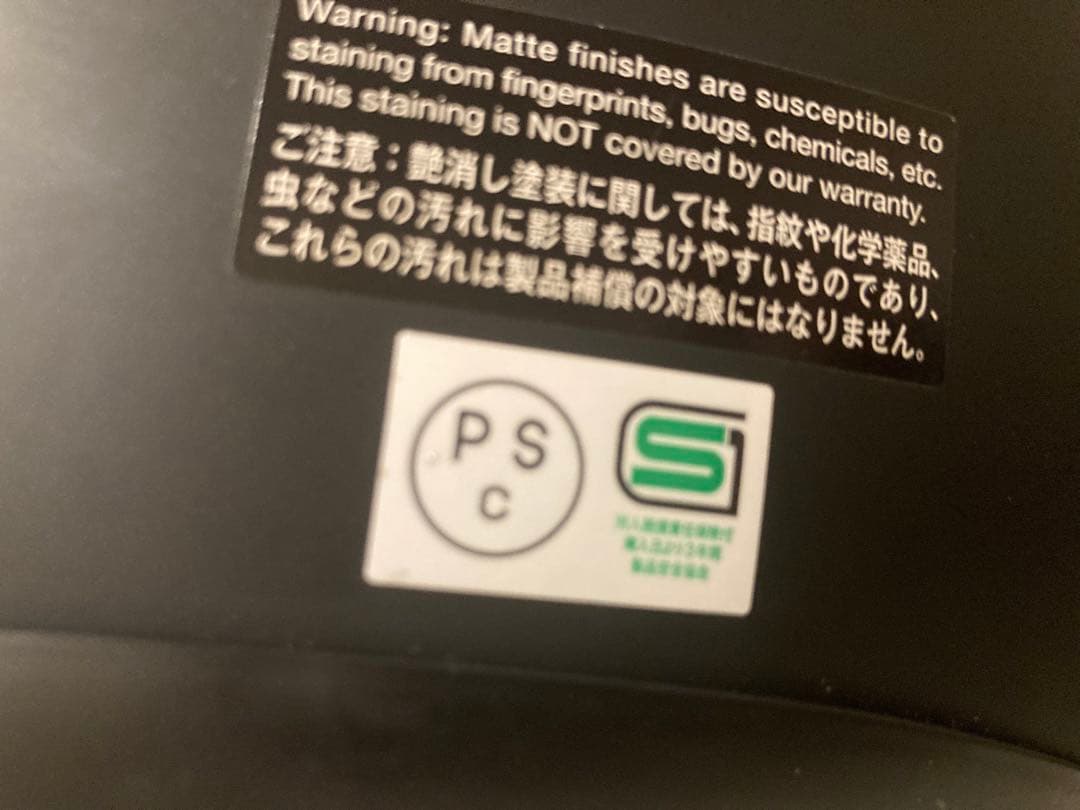 Warning: Matte finishes are susceptible to
staining from fingerprints, bugs, chemicals, etc.
This staining is NOT covered by our warranty.
ご注意：艶消し塗装に関しては、指紋や化学薬品、
虫などの汚れに影響を受けやすいものであり、
これらの汚れは製品補償の対象にはなりません。
P S
C
SG